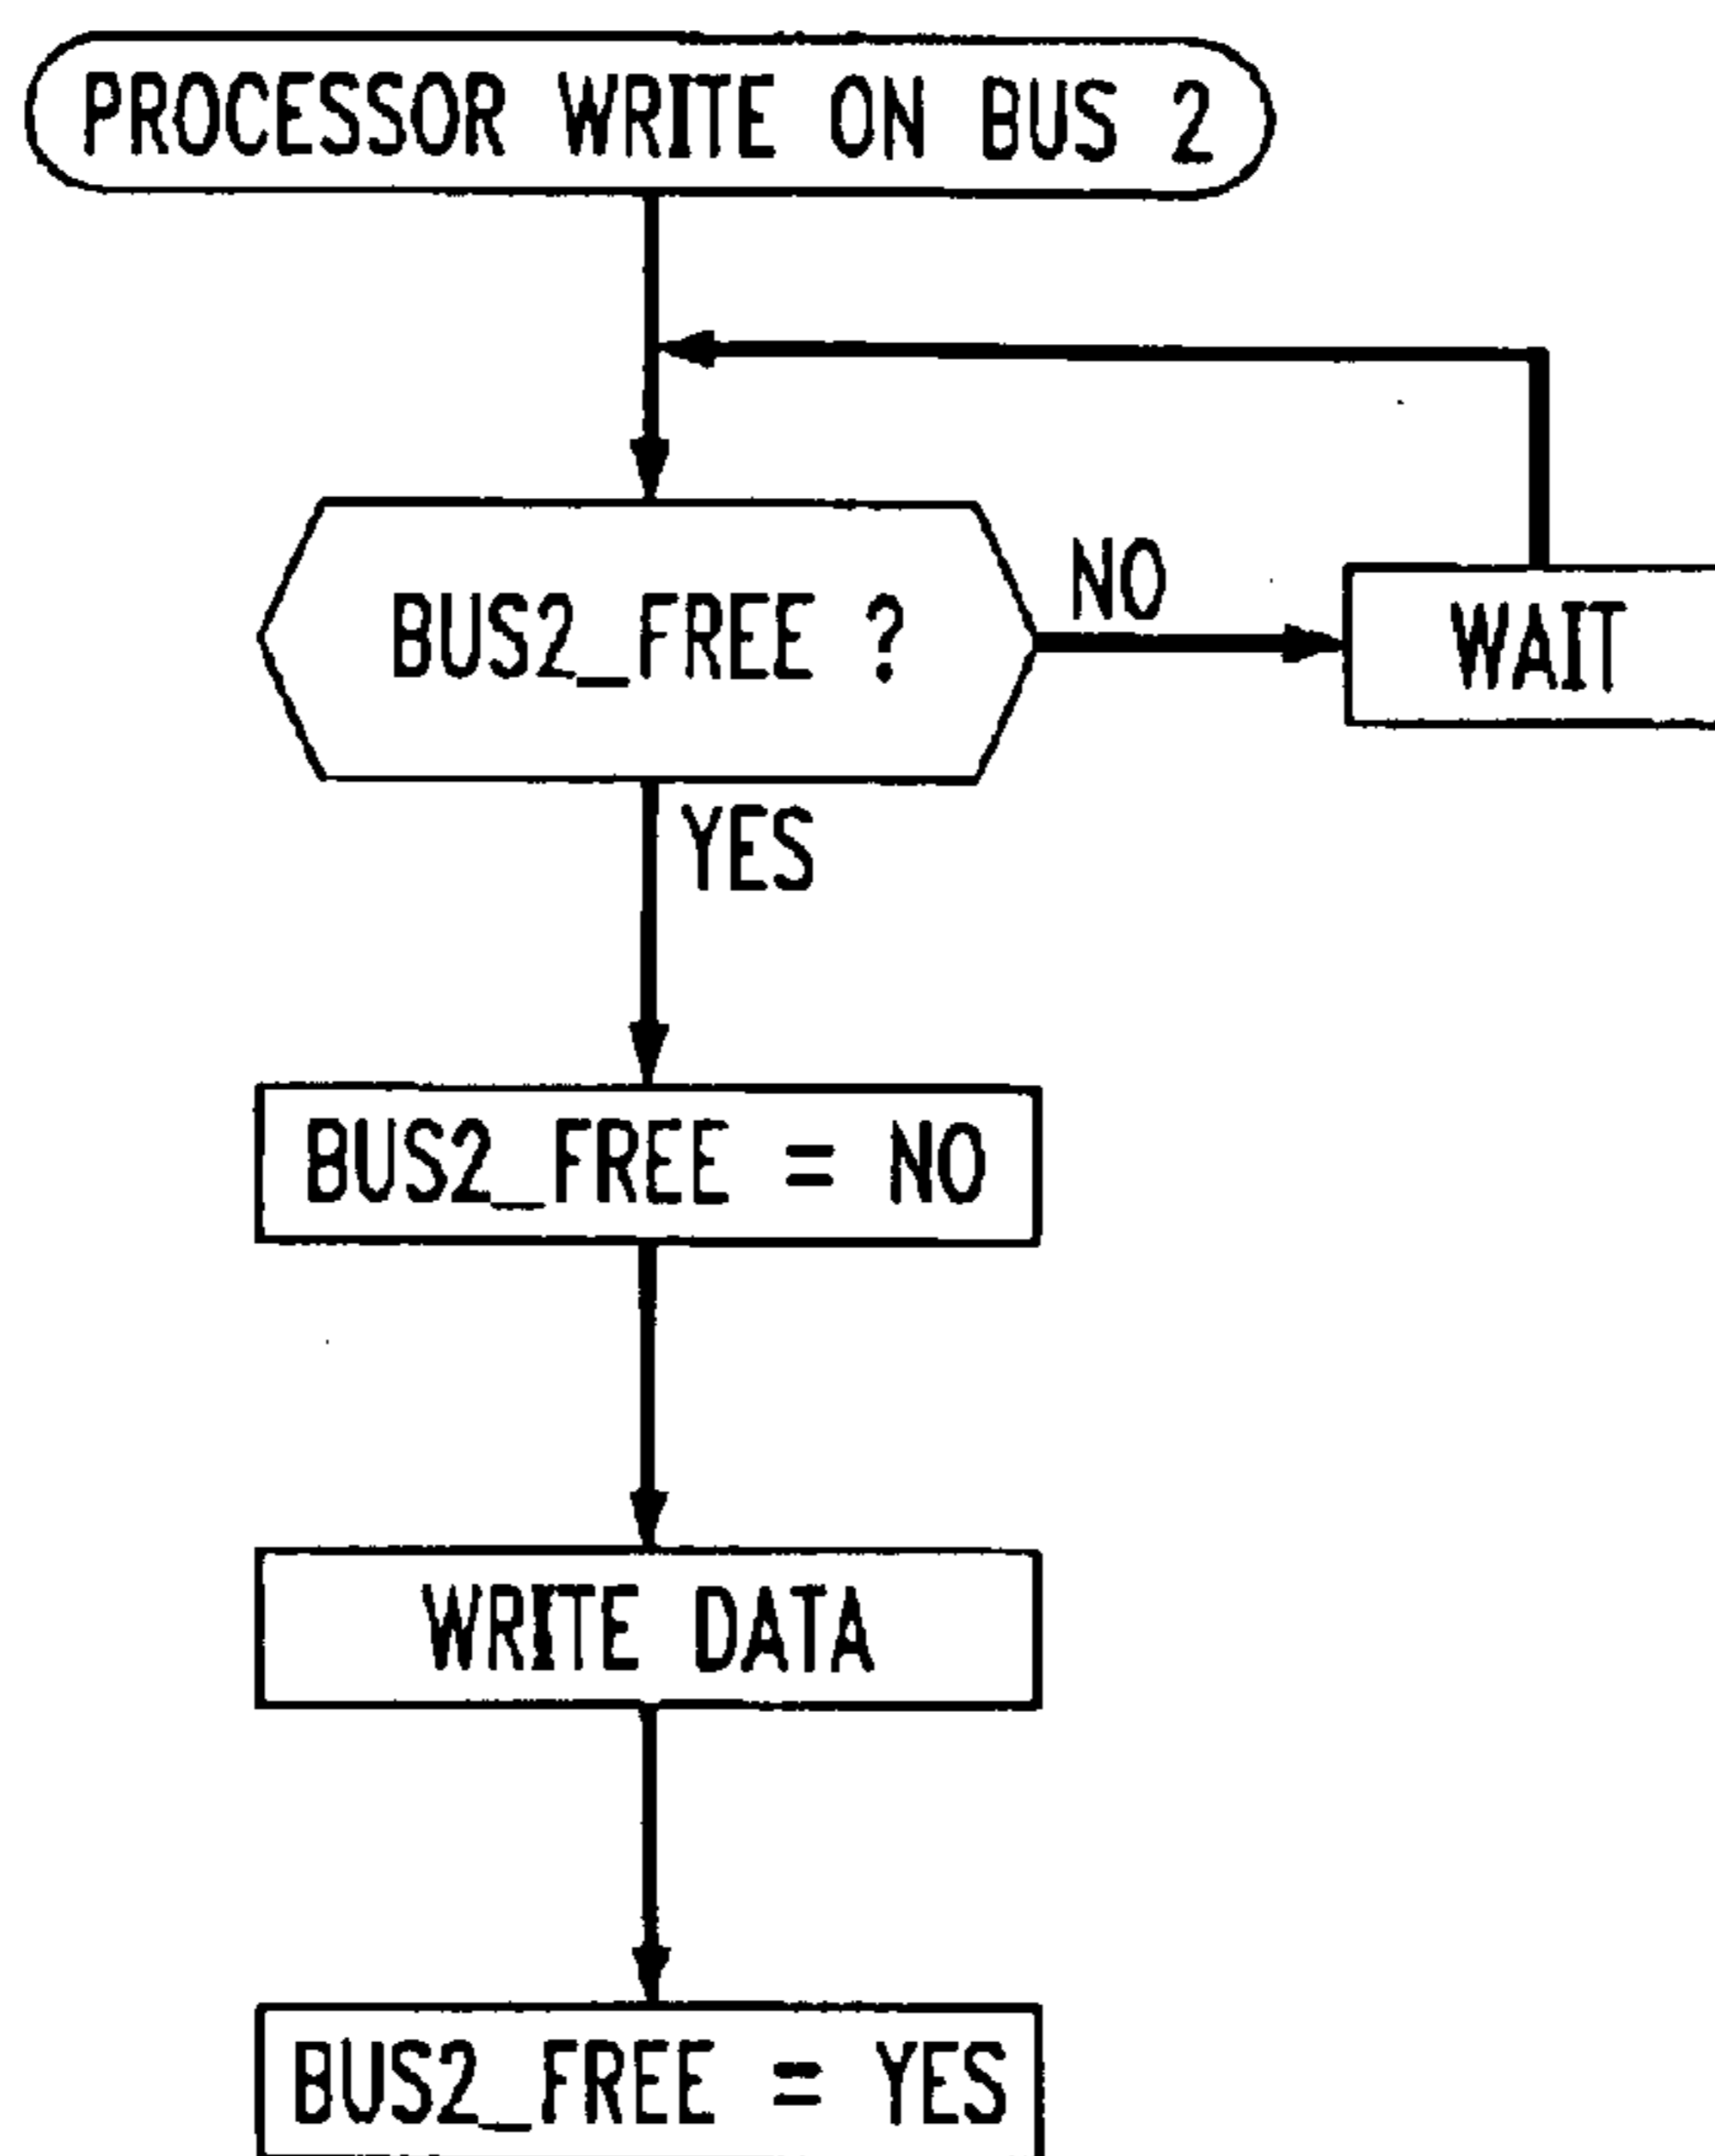 PROCESSOR WRITE ON BUS 2
BUS2_FREE ?
NO
WAIT
YES
BUS2_FREE = NO
WRITE DATA
BUS2_FREE = YES